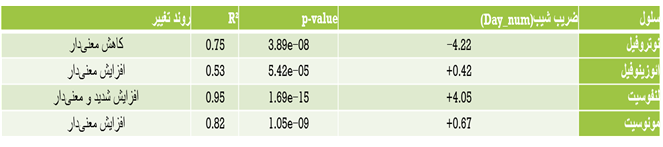 سلول ضریب شیب(Day_num) p-value R² روند تغییر
نوتروفیل −4.22 3.89e-08 0.75 کاهش معنی‌دار
ائوزینوفیل +0.42 5.42e-05 0.53 افزایش معنی‌دار
لنفوسیت +4.05 1.69e-15 0.95 افزایش شدید و معنی‌دار
مونوسیت +0.67 1.05e-09 0.82 افزایش معنی‌دار